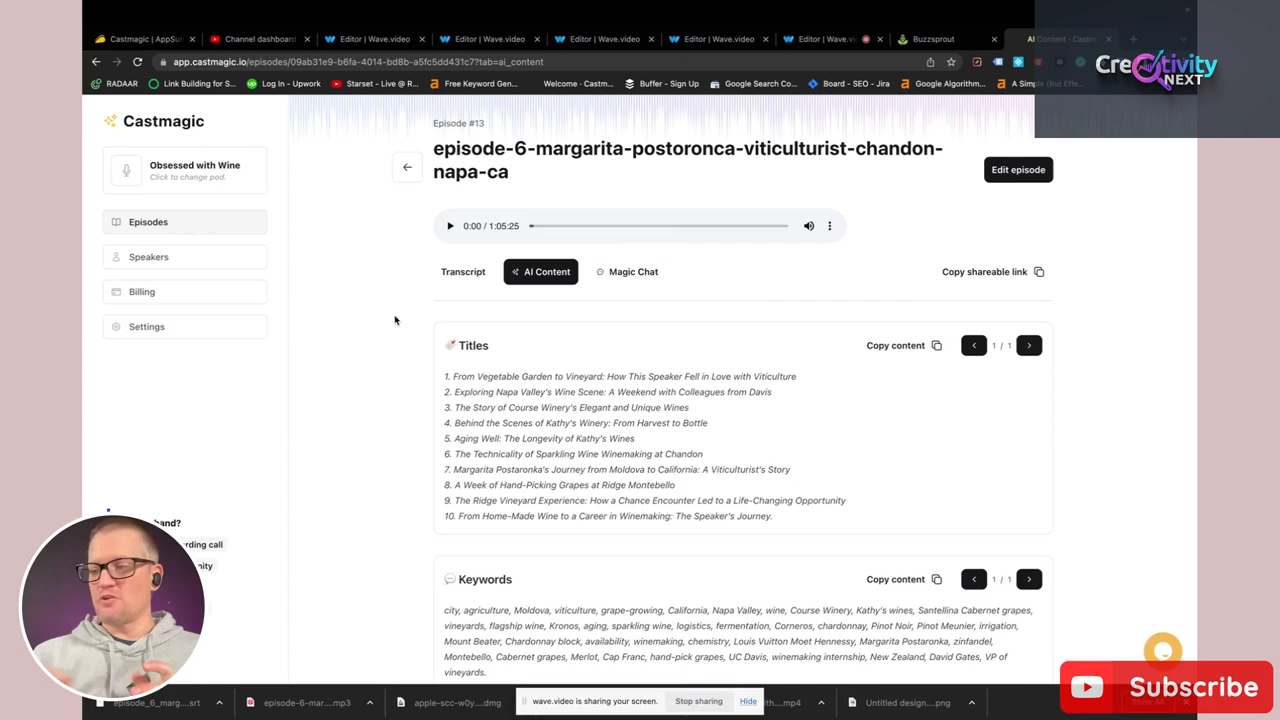 Castmagic | AppSu
Channel dashboard
Editor | Wave.video
Editor | Wave.video
Editor | Wave.video
Editor | Wave.video
Editor | Wave.vi
Buzzsprout
AI Content - Castm
app.castmagic.io/episodes/09ab31e9-b6fa-4014-bd8b-a5fc5dd431c7?tab=ai_content
RADAAR
Link Building for S...
Log In - Upwork
Starset - Live @ R...
Free Keyword Gen...
Welcome - Castm...
Buffer - Sign Up
Google Search Co...
Board - SEO - Jira
Google Algorithm...
A Simple (But Effe
Cre tivity
NEXT
Castmagic
Obsessed with Wine
Click to change pod.
Episodes
Speakers
Billing
Settings
hand?
rding call
nity
Episode #13
episode-6-margarita-postoronca-viticulturist-chandon-
napa-ca
Edit episode
0:00 / 1:05:25
Transcript
AI Content
Magic Chat
Copy shareable link
Titles
Copy content
1 / 1
1. From Vegetable Garden to Vineyard: How This Speaker Fell in Love with Viticulture
2. Exploring Napa Valley's Wine Scene: A Weekend with Colleagues from Davis
3. The Story of Course Winery's Elegant and Unique Wines
4. Behind the Scenes of Kathy's Winery: From Harvest to Bottle
5. Aging Well: The Longevity of Kathy's Wines
6. The Technicality of Sparkling Wine Winemaking at Chandon
7. Margarita Postaronka's Journey from Moldova to California: A Viticulturist's Story
8. A Week of Hand-Picking Grapes at Ridge Montebello
9. The Ridge Vineyard Experience: How a Chance Encounter Led to a Life-Changing Opportunity
10. From Home-Made Wine to a Career in Winemaking: The Speaker's Journey.
Keywords
Copy content
1 / 1
city, agriculture, Moldova, viticulture, grape-growing, California, Napa Valley, wine, Course Winery, Kathy's wines, Santellina Cabernet grapes,
vineyards, flagship wine, Kronos, aging, sparkling wine, logistics, fermentation, Corneros, chardonnay, Pinot Noir, Pinot Meunier, irrigation,
Mount Beater, Chardonnay block, availability, winemaking, chemistry, Louis Vuitton Moet Hennessy, Margarita Postaronka, zinfandel,
Montebello, Cabernet grapes, Merlot, Cap Franc, hand-pick grapes, UC Davis, winemaking internship, New Zealand, David Gates, VP of
vineyards.
Subscribe
episode_6_marg....srt
episode-6-mar....mp3
apple-scc-w0y....dmg
wave.video is sharing your screen.
Stop sharing
Hide
ith....mp4
Untitled design....png